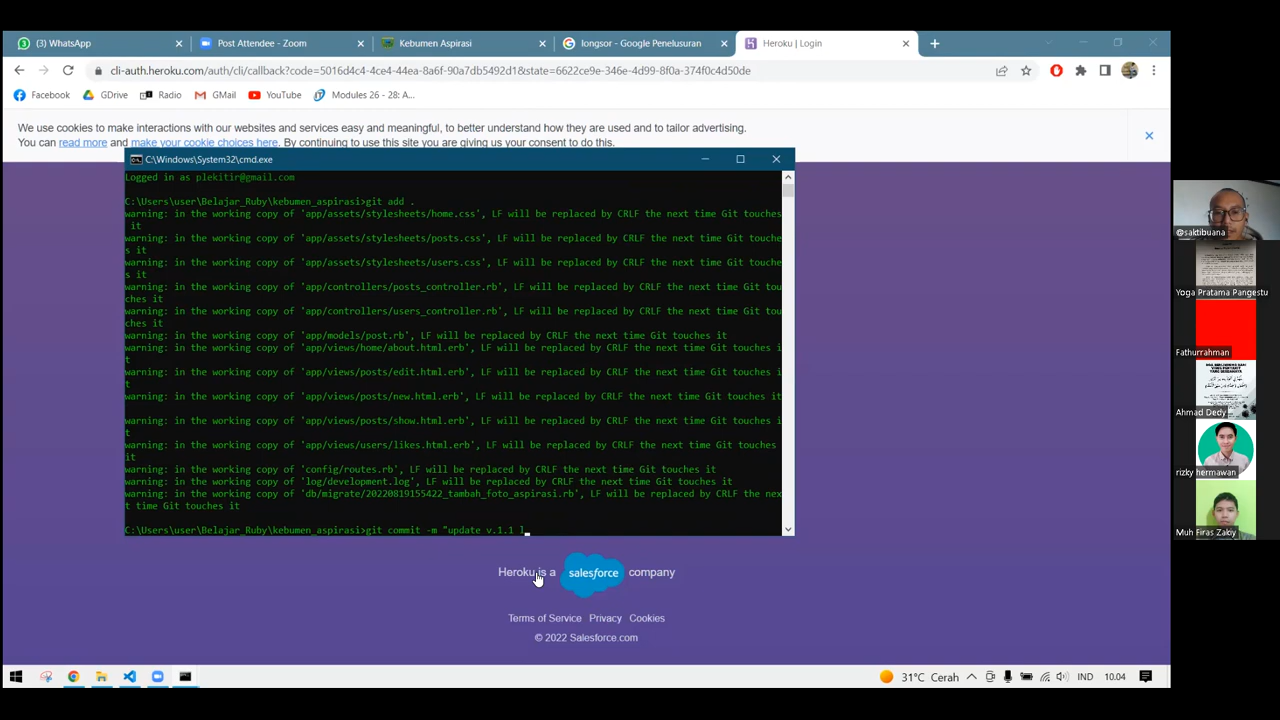 (3) WhatsApp
Post Attendee - Zoom
Kebumen Aspirasi
longsor - Google Penelusuran
Heroku | Login
cli-auth.heroku.com/auth/cli/callback?code=5016d4c4-4ce4-44ea-8a6f-90a7db5492d1&state=6622ce9e-346e-4d99-8f0a-374f0c4d50de
Facebook
GDrive
Radio
GMail
YouTube
Modules 26 - 28: A...
We use cookies to make interactions with our websites and services easy and meaningful, to better understand how they are used and to tailor advertising.
You can read more and make your cookie choices here. By continuing to use this site you are giving us your consent to do this.
C:\Windows\System32\cmd.exe
Logged in as plekitir@gmail.com
C:\Users\user\Belajar_Ruby\kebumen_aspirasi>git add .
warning: in the working copy of 'app/assets/stylesheets/home.css', LF will be replaced by CRLF the next time Git touches
it
warning: in the working copy of 'app/assets/stylesheets/posts.css', LF will be replaced by CRLF the next time Git touche
s it
warning: in the working copy of 'app/assets/stylesheets/users.css', LF will be replaced by CRLF the next time Git touche
s it
warning: in the working copy of 'app/controllers/posts_controller.rb', LF will be replaced by CRLF the next time Git tou
ches it
warning: in the working copy of 'app/controllers/users_controller.rb', LF will be replaced by CRLF the next time Git tou
ches it
warning: in the working copy of 'app/models/post.rb', LF will be replaced by CRLF the next time Git touches it
warning: in the working copy of 'app/views/home/about.html.erb', LF will be replaced by CRLF the next time Git touches i
t
warning: in the working copy of 'app/views/posts/edit.html.erb', LF will be replaced by CRLF the next time Git touches i
t
warning: in the working copy of 'app/views/posts/new.html.erb', LF will be replaced by CRLF the next time Git touches it
warning: in the working copy of 'app/views/posts/show.html.erb', LF will be replaced by CRLF the next time Git touches i
t
warning: in the working copy of 'app/views/users/likes.html.erb', LF will be replaced by CRLF the next time Git touches
it
warning: in the working copy of 'config/routes.rb', LF will be replaced by CRLF the next time Git touches it
warning: in the working copy of 'log/development.log', LF will be replaced by CRLF the next time Git touches it
warning: in the working copy of 'db/migrate/20220819155422_tambah_foto_aspirasi.rb', LF will be replaced by CRLF the nex
t time Git touches it
C:\Users\user\Belajar_Ruby\kebumen_aspirasi>git commit -m "update v.1.1 l
Heroku is a salesforce company
Terms of Service Privacy Cookies
© 2022 Salesforce.com
31°C Cerah
IND
10.04
@saktibuana
Yoga Pratama Pangestu
Fathurrahman
Ahmad Dedy
rizky hermawan
Muh Firas Zakiy